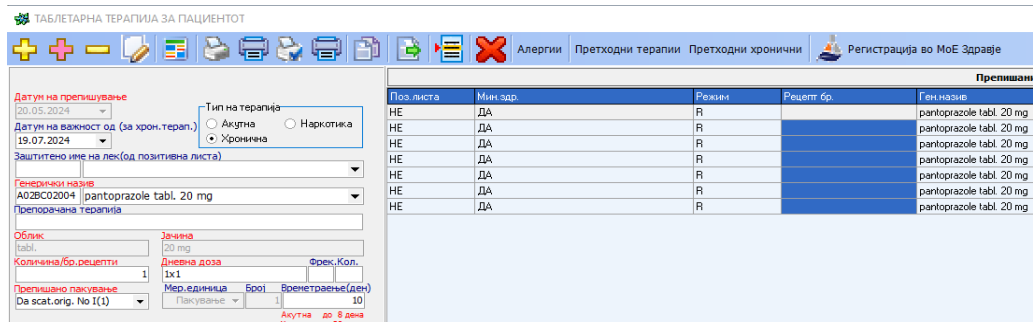 ТАБЛЕТАРНА ТЕРАПИЈА ЗА ПАЦИЕНТОТ
Алергии Претходни терапии Претходни хронични Регистрација во МоЕ Здравје
Препишани
Датум на препишување
20.05.2024
Тип на терапија
Акутна Наркотика
Хронична
Датум на важност од (за хрон.терап.)
19.07.2024
Заштитено име на лек(од позитивна листа)
Генерички назив
A02BC02004 pantoprazole tabl. 20 mg
Препорачана терапија
Облик Јачина
tabl. 20 mg
Количина/бр.рецепти Дневна доза Фрек. Кол.
1 1x1
Препишано пакување Мер.единица Број Времетраење(ден)
Da scat.orig. No I(1) Пакување 1 10
Акутна до 8 дена
Поз.листа Мин.здр. Режим Рецепт бр. Ген.назив
НЕ ДА R pantoprazole tabl. 20 mg
НЕ ДА R pantoprazole tabl. 20 mg
НЕ ДА R pantoprazole tabl. 20 mg
НЕ ДА R pantoprazole tabl. 20 mg
НЕ ДА R pantoprazole tabl. 20 mg
НЕ ДА R pantoprazole tabl. 20 mg
НЕ ДА R pantoprazole tabl. 20 mg